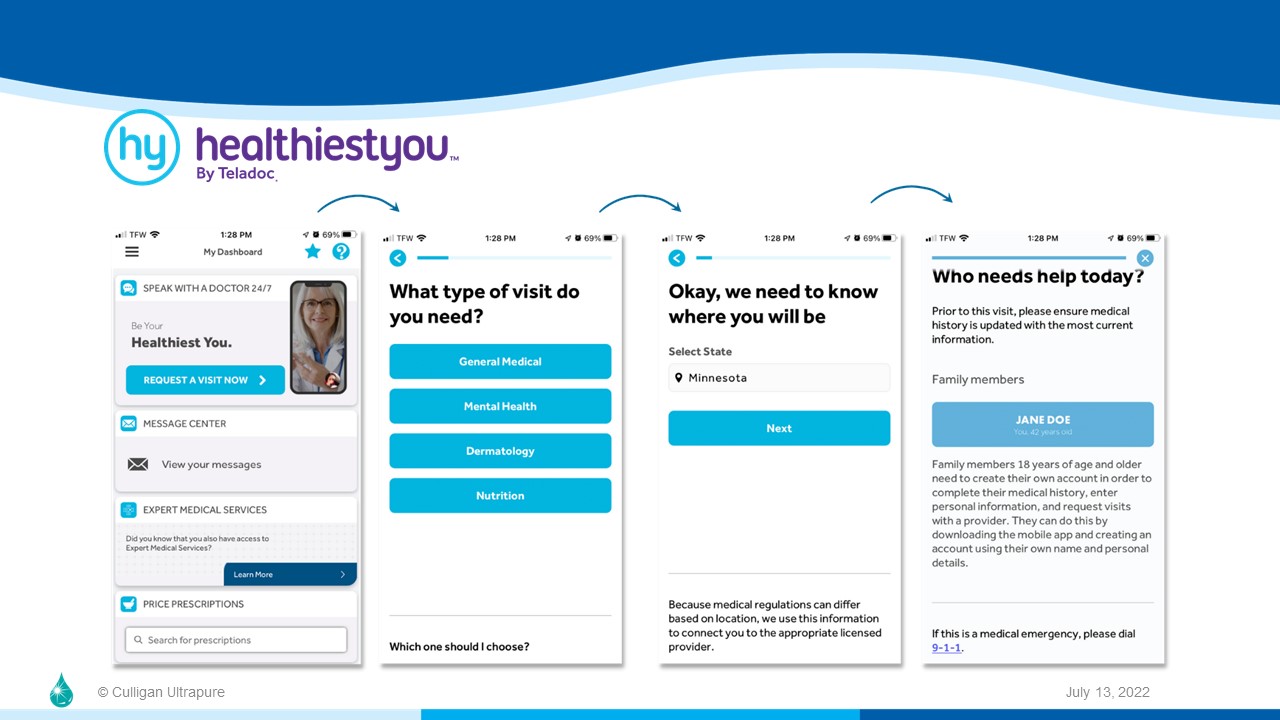 hy healthiestyou™
By Teladoc.
TFW 1:28 PM 69%
My Dashboard
SPEAK WITH A DOCTOR 24/7
Be Your
Healthiest You.
REQUEST A VISIT NOW
MESSAGE CENTER
View your messages
EXPERT MEDICAL SERVICES
Did you know that you also have access to
Expert Medical Services?
Learn More
PRICE PRESCRIPTIONS
Search for prescriptions
TFW 1:28 PM 69%
What type of visit do
you need?
General Medical
Mental Health
Dermatology
Nutrition
Which one should I choose?
TFW 1:28 PM 69%
Okay, we need to know
where you will be
Select State
Minnesota
Next
Because medical regulations can differ
based on location, we use this information
to connect you to the appropriate licensed
provider.
TFW 1:28 PM 69%
Who needs help today?
Prior to this visit, please ensure medical
history is updated with the most current
information.
Family members
JANE DOE
You. 42 years old
Family members 18 years of age and older
need to create their own account in order to
complete their medical history, enter
personal information, and request visits
with a provider. They can do this by
downloading the mobile app and creating an
account using their own name and personal
details.
If this is a medical emergency, please dial
9-1-1.
© Culligan Ultrapure
July 13, 2022